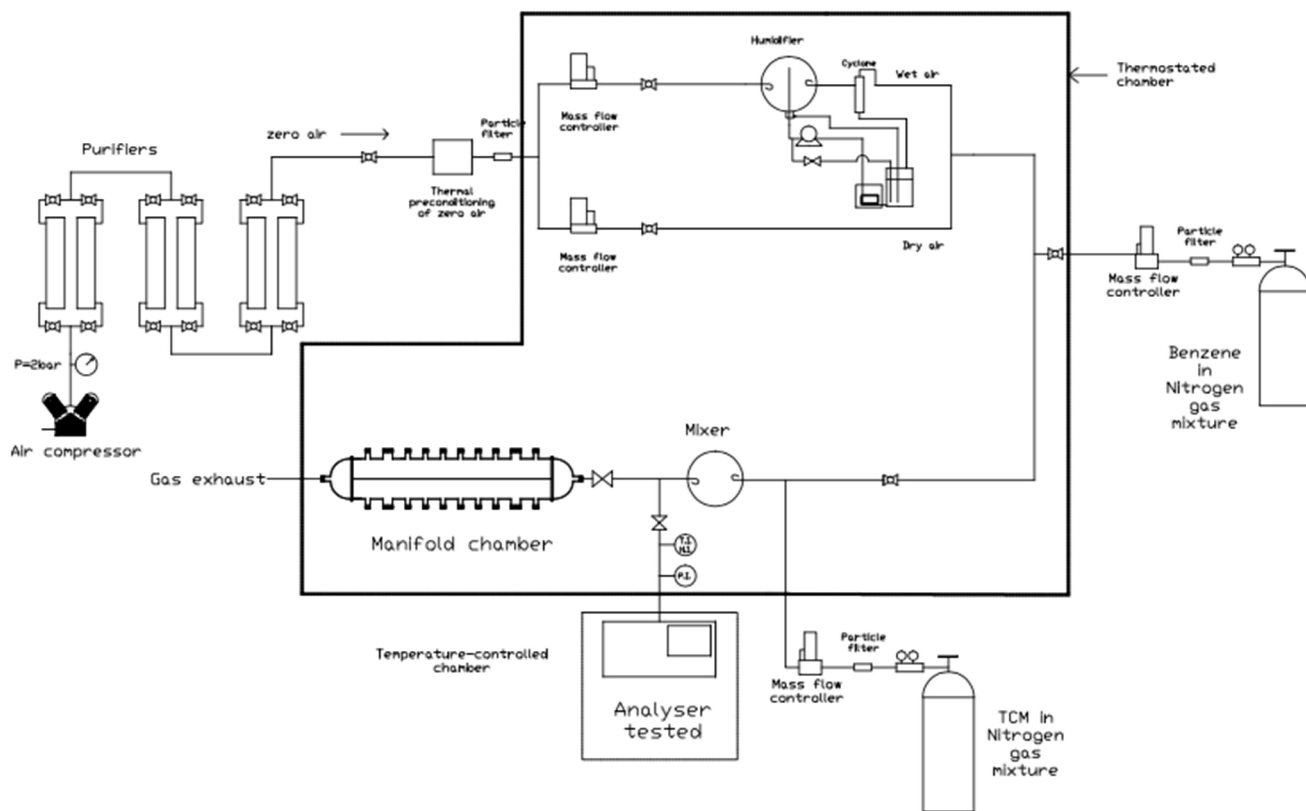 Humidifier
Cyclone
Wet air
Thermostated
chamber
Mass flow
controller
Particle
filter
zero air
Purifiers
Thermal
preconditioning
of zero air
Mass flow
controller
Dry air
Particle
filter
Mass flow
controller
P=2bar
Benzene
in
Nitrogen
gas
mixture
Air compressor
Mixer
Gas exhaust
Manifold chamber
T.I
H.I.
P.I.
Temperature-controlled
chamber
Particle
filter
Mass flow
controller
Analyser
tested
TCM in
Nitrogen
gas
mixture